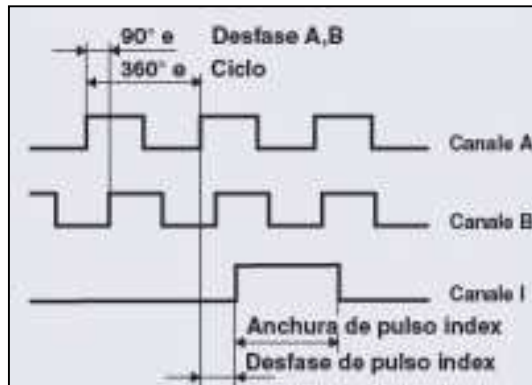 90° e Desfase A,B
360° e Ciclo
Canale A
Canale B
Canale I
Anchura de pulso index
Desfase de pulso index